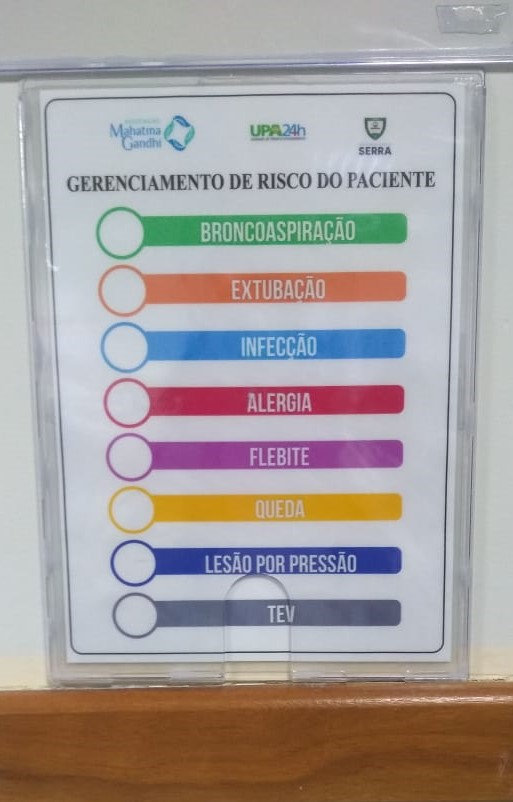 Mahatma
Gandhi
UPA24h
SERRA
GERENCIAMENTO DE RISCO DO PACIENTE
BRONCOASPIRAÇÃO
EXTUBAÇÃO
INFECÇÃO
ALERGIA
FLEBITE
QUEDA
LESÃO POR PRESSÃO
TEV